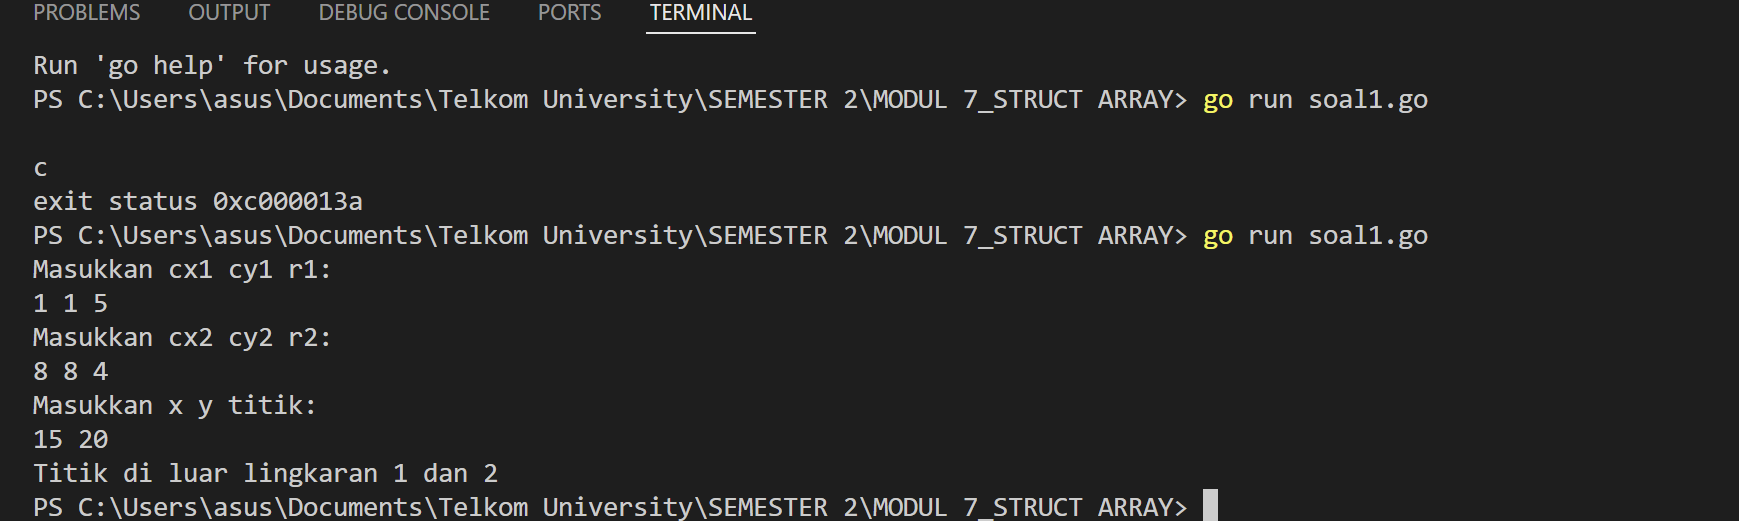 PROBLEMS OUTPUT DEBUG CONSOLE PORTS TERMINAL
Run 'go help' for usage.
PS C:\Users\asus\Documents\Telkom University\SEMESTER 2\MODUL 7_STRUCT ARRAY> go run soal1.go
c
exit status 0xc000013a
PS C:\Users\asus\Documents\Telkom University\SEMESTER 2\MODUL 7_STRUCT ARRAY> go run soal1.go
Masukkan cx1 cy1 r1:
1 1 5
Masukkan cx2 cy2 r2:
8 8 4
Masukkan x y titik:
15 20
Titik di luar lingkaran 1 dan 2
PS C:\Users\asus\Documents\Telkom University\SEMESTER 2\MODUL 7_STRUCT ARRAY>